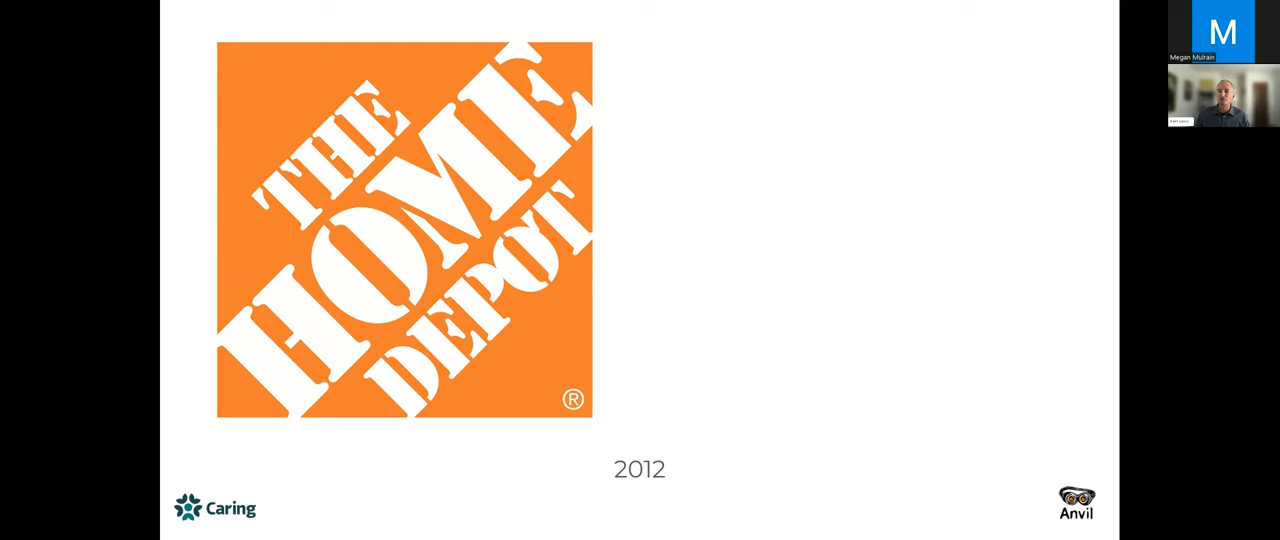 M
Megan Mulrain
THE
HOME
DEPOT
®
2012
Caring
Anvil